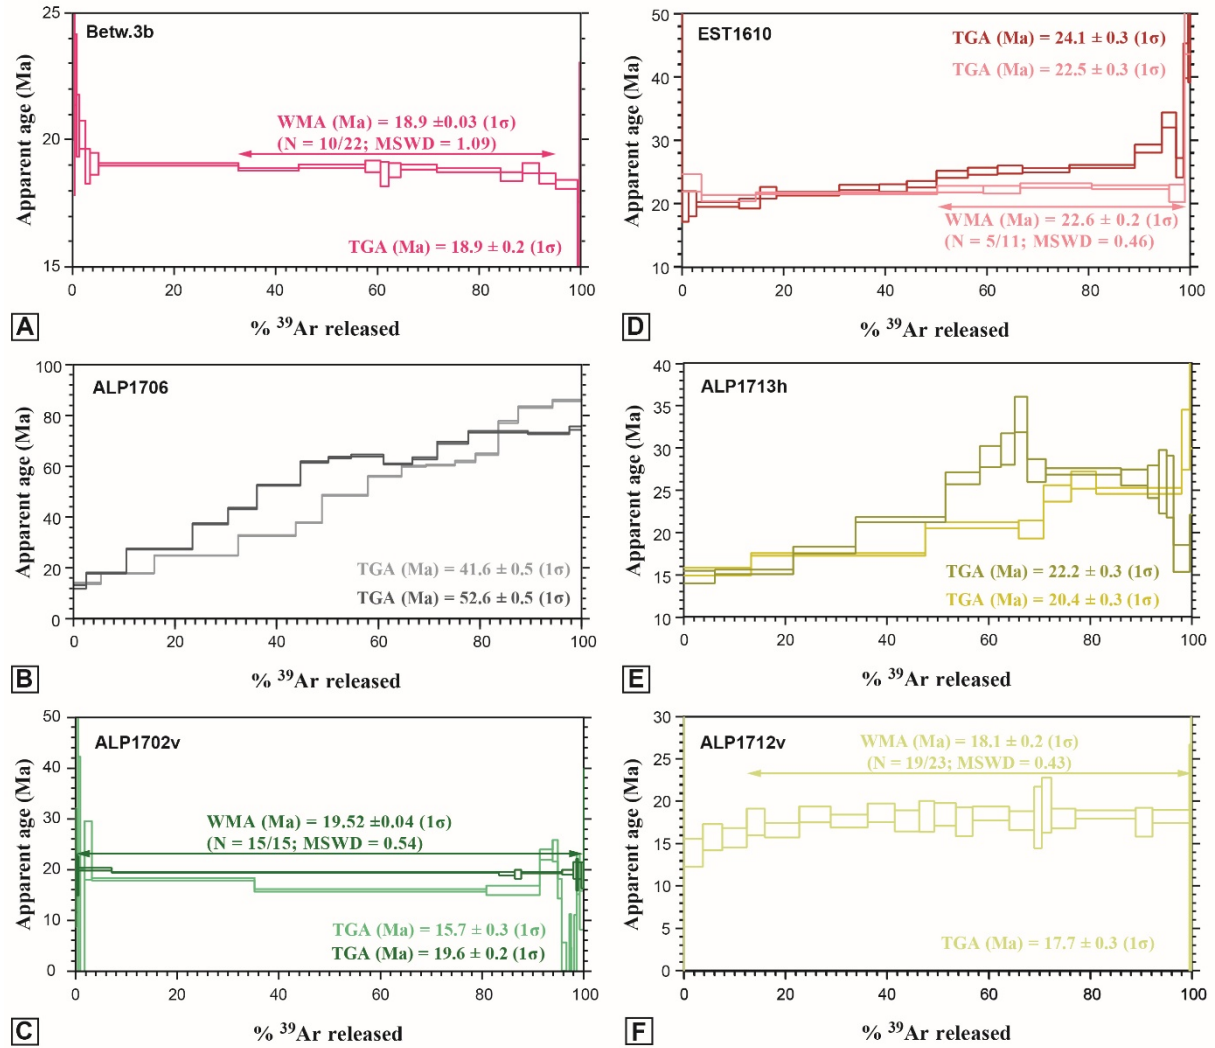 Betw.3b
WMA (Ma) = 18.9 ±0.03 (1σ)
(N = 10/22; MSWD = 1.09)
TGA (Ma) = 18.9 ± 0.2 (1σ)
Apparent age (Ma)
25
20
15
0 20 40 60 80 100
% ³⁹Ar released
A
EST1610
TGA (Ma) = 24.1 ± 0.3 (1σ)
TGA (Ma) = 22.5 ± 0.3 (1σ)
WMA (Ma) = 22.6 ± 0.2 (1σ)
(N = 5/11; MSWD = 0.46)
Apparent age (Ma)
50
40
30
20
10
0 20 40 60 80 100
% ³⁹Ar released
D
ALP1706
TGA (Ma) = 41.6 ± 0.5 (1σ)
TGA (Ma) = 52.6 ± 0.5 (1σ)
Apparent age (Ma)
100
80
60
40
20
0
0 20 40 60 80 100
% ³⁹Ar released
B
ALP1713h
TGA (Ma) = 22.2 ± 0.3 (1σ)
TGA (Ma) = 20.4 ± 0.3 (1σ)
Apparent age (Ma)
40
35
30
25
20
15
10
0 20 40 60 80 100
% ³⁹Ar released
E
ALP1702v
WMA (Ma) = 19.52 ±0.04 (1σ)
(N = 15/15; MSWD = 0.54)
TGA (Ma) = 15.7 ± 0.3 (1σ)
TGA (Ma) = 19.6 ± 0.2 (1σ)
Apparent age (Ma)
50
40
30
20
10
0
0 20 40 60 80 100
% ³⁹Ar released
C
ALP1712v
WMA (Ma) = 18.1 ± 0.2 (1σ)
(N = 19/23; MSWD = 0.43)
TGA (Ma) = 17.7 ± 0.3 (1σ)
Apparent age (Ma)
30
25
20
15
10
5
0
0 20 40 60 80 100
% ³⁹Ar released
F